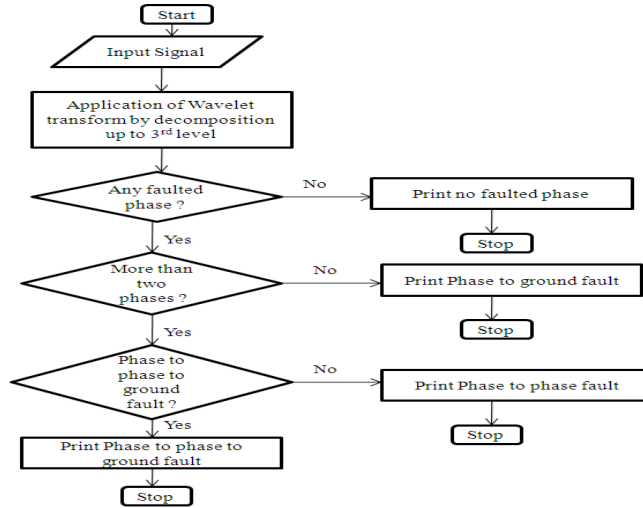 Start
Input Signal
Application of Wavelet
transform by decomposition
up to 3rd level
Any faulted
phase ?
No
Print no faulted phase
Stop
Yes
More than
two
phases ?
No
Print Phase to ground fault
Stop
Yes
Phase to
phase to
ground
fault ?
No
Print Phase to phase fault
Stop
Yes
Print Phase to phase to
ground fault
Stop